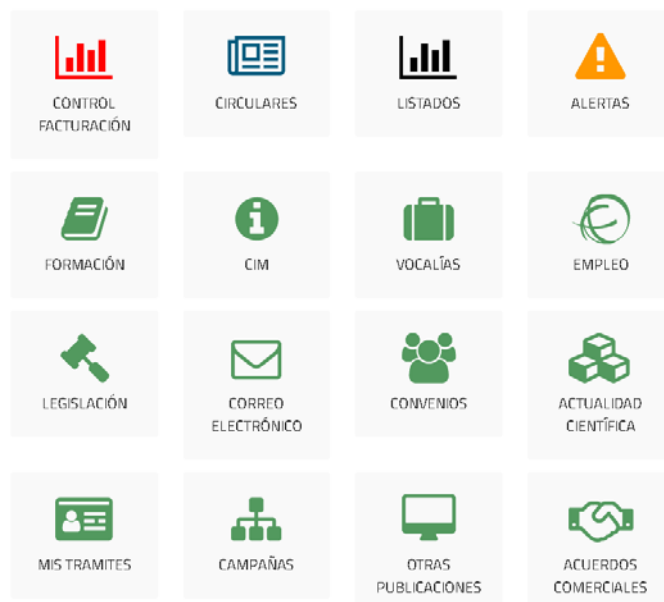 CONTROL
FACTURACIÓN
CIRCULARES
LISTADOS
ALERTAS
FORMACIÓN
CIM
VOCALÍAS
EMPLEO
LEGISLACIÓN
CORREO
ELECTRÓNICO
CONVENIOS
ACTUALIDAD
CIENTÍFICA
MIS TRAMITES
CAMPAÑAS
OTRAS
PUBLICACIONES
ACUERDOS
COMERCIALES